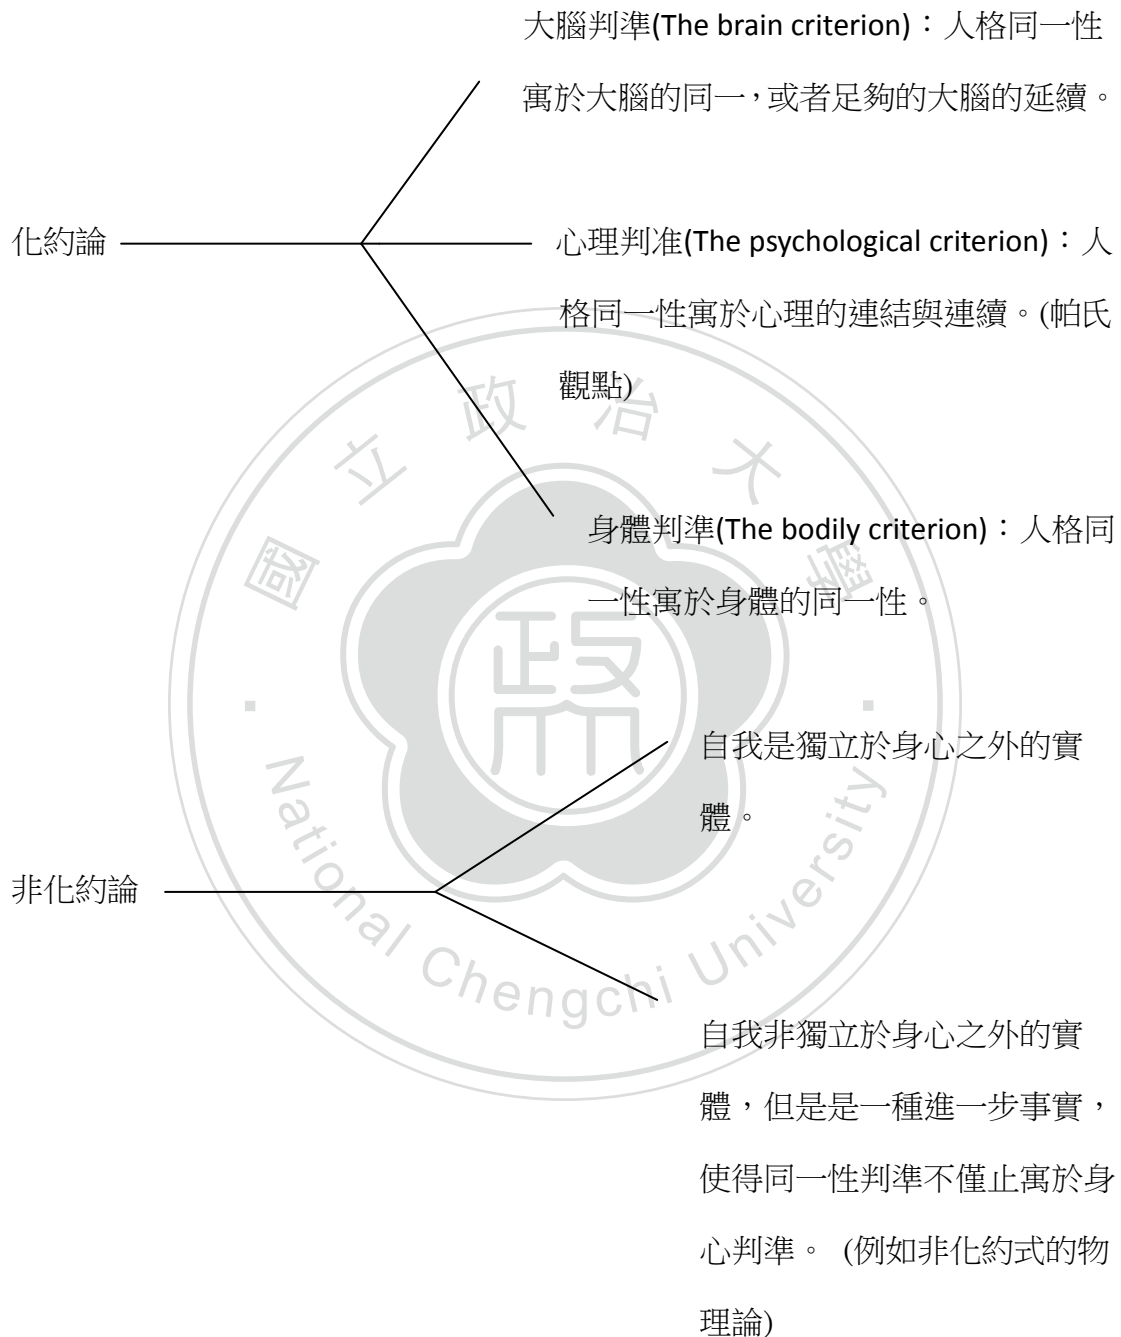 大腦判準(The brain criterion)：人格同一性
寓於大腦的同一，或者足夠的大腦的延續。
化約論
心理判准(The psychological criterion)：人
格同一性寓於心理的連結與連續。(帕氏
觀點)
身體判準(The bodily criterion)：人格同
一性寓於身體的同一性。
自我是獨立於身心之外的實
體。
非化約論
自我非獨立於身心之外的實
體，但是是一種進一步事實，
使得同一性判準不僅止寓於身
心判準。 (例如非化約式的物
理論)
國立政治大學
政
National Chengchi University